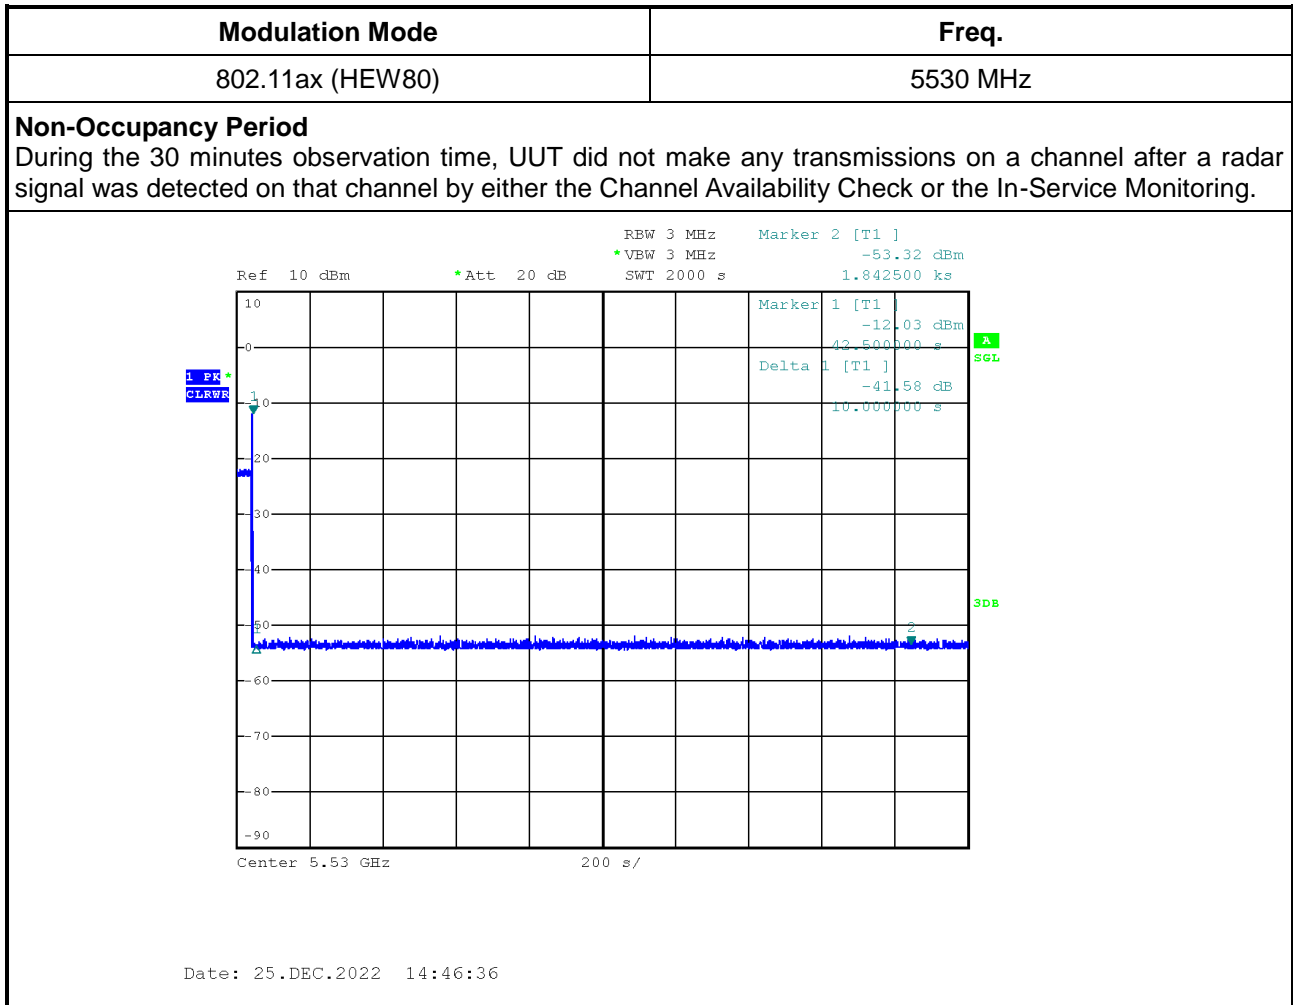 Modulation Mode Freq.
802.11ax (HEW80) 5530 MHz
Non-Occupancy Period
During the 30 minutes observation time, UUT did not make any transmissions on a channel after a radar
signal was detected on that channel by either the Channel Availability Check or the In-Service Monitoring.
RBW 3 MHz Marker 2 [T1 ]
*VBW 3 MHz -53.32 dBm
Ref 10 dBm *Att 20 dB SWT 2000 s 1.842500 ks
10 Marker 1 [T1 ]
-12.03 dBm
0 42.500000 s A
SGL
Delta 1 [T1 ]
1 PK * -41.58 dB
CLRWR 1
-10 10.000000 s
-20
-30
-40
3DB
-50 2
1
-60
-70
-80
-90
Center 5.53 GHz 200 s/
Date: 25.DEC.2022 14:46:36